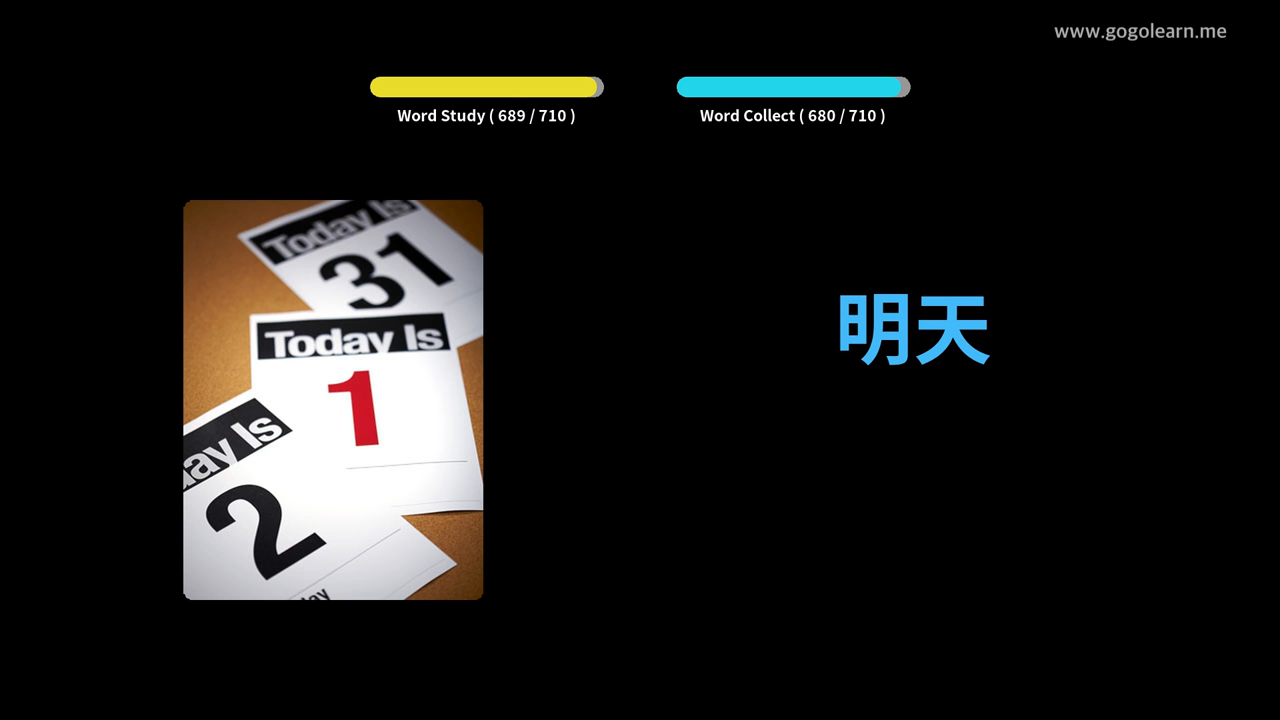 www.gogolearn.me
Word Study ( 689 / 710 )
Word Collect ( 680 / 710 )
Today Is
31
Today Is
1
ay Is
2
ay
明天